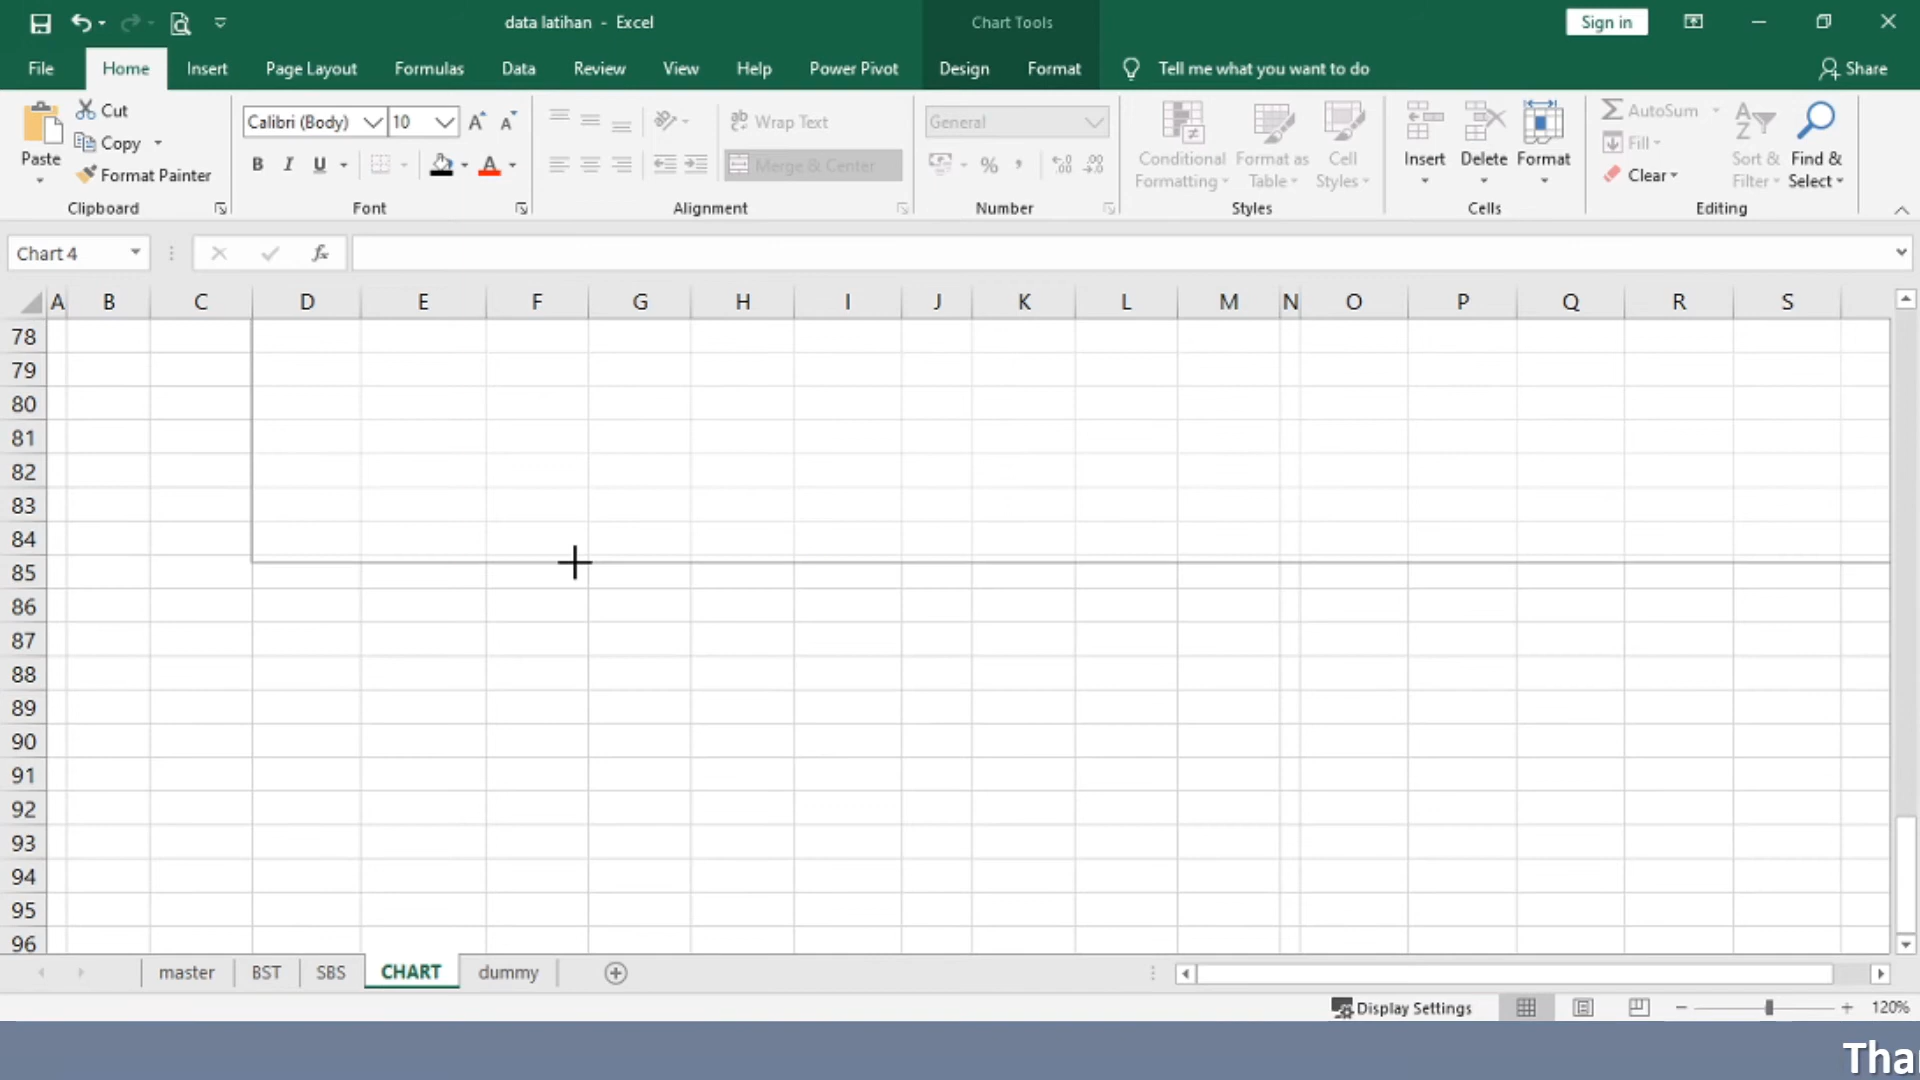 data latihan - Excel
Chart Tools
Sign in
File Home Insert Page Layout Formulas Data Review View Help Power Pivot Design Format Tell me what you want to do Share
Paste
Cut
Copy
Format Painter
Clipboard
Calibri (Body) 10
B I U A
Font
ab Wrap Text
Merge & Center
Alignment
General
% ,
Number
Conditional Formatting
Format as Table
Cell Styles
Styles
Insert
Delete
Format
Cells
AutoSum
Fill
Clear
Sort & Filter
Find & Select
Editing
Chart 4
fx
A B C D E F G H I J K L M N O P Q R S
78
79
80
81
82
83
84
85
86
87
88
89
90
91
92
93
94
95
96
master BST SBS CHART dummy
Display Settings
120%
Tha